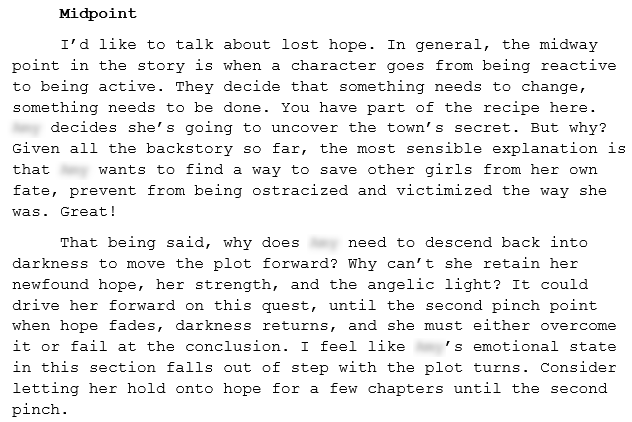 Midpoint
I'd like to talk about lost hope. In general, the midway
point in the story is when a character goes from being reactive
to being active. They decide that something needs to change,
something needs to be done. You have part of the recipe here.
decides she's going to uncover the town's secret. But why?
Given all the backstory so far, the most sensible explanation is
that wants to find a way to save other girls from her own
fate, prevent from being ostracized and victimized the way she
was. Great!
That being said, why does need to descend back into
darkness to move the plot forward? Why can't she retain her
newfound hope, her strength, and the angelic light? It could
drive her forward on this quest, until the second pinch point
when hope fades, darkness returns, and she must either overcome
it or fail at the conclusion. I feel like 's emotional state
in this section falls out of step with the plot turns. Consider
letting her hold onto hope for a few chapters until the second
pinch.